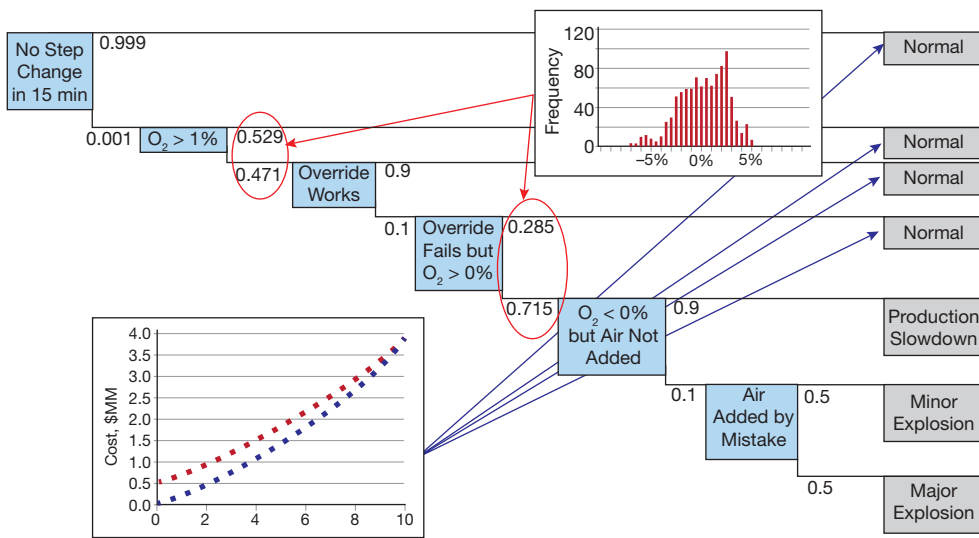 No Step
Change
in 15 min
0.999
0.001
O₂ > 1%
0.529
0.471
Override
Works
0.9
0.1
Override
Fails but
O₂ > 0%
0.285
0.715
O₂ < 0%
but Air Not
Added
0.9
0.1
Air
Added by
Mistake
0.5
0.5
Frequency
120
80
40
0
−5%
0%
5%
Normal
Normal
Normal
Normal
Production
Slowdown
Minor
Explosion
Major
Explosion
Cost, $MM
4.0
3.5
3.0
2.5
2.0
1.5
1.0
0.5
0.0
0
2
4
6
8
10